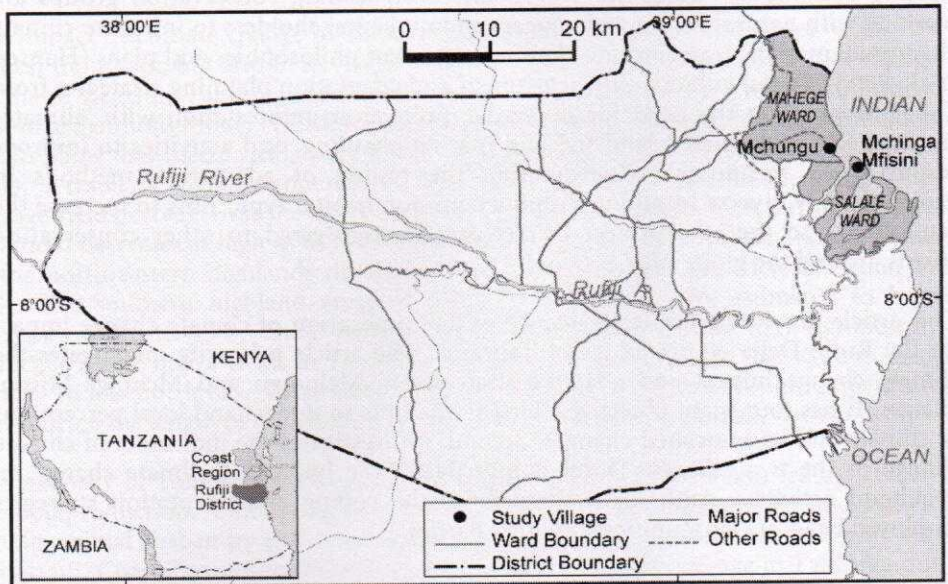 38°00'E
39°00'E
0 10 20 km
MAHEGE
WARD
INDIAN
Mchungu
Mchinga
Mfisini
Rufiji River
SALALE
WARD
8°00'S
Rufiji R
8°00'S
KENYA
TANZANIA
Coast
Region
Rufiji
District
OCEAN
ZAMBIA
Study Village
Major Roads
Ward Boundary
Other Roads
District Boundary